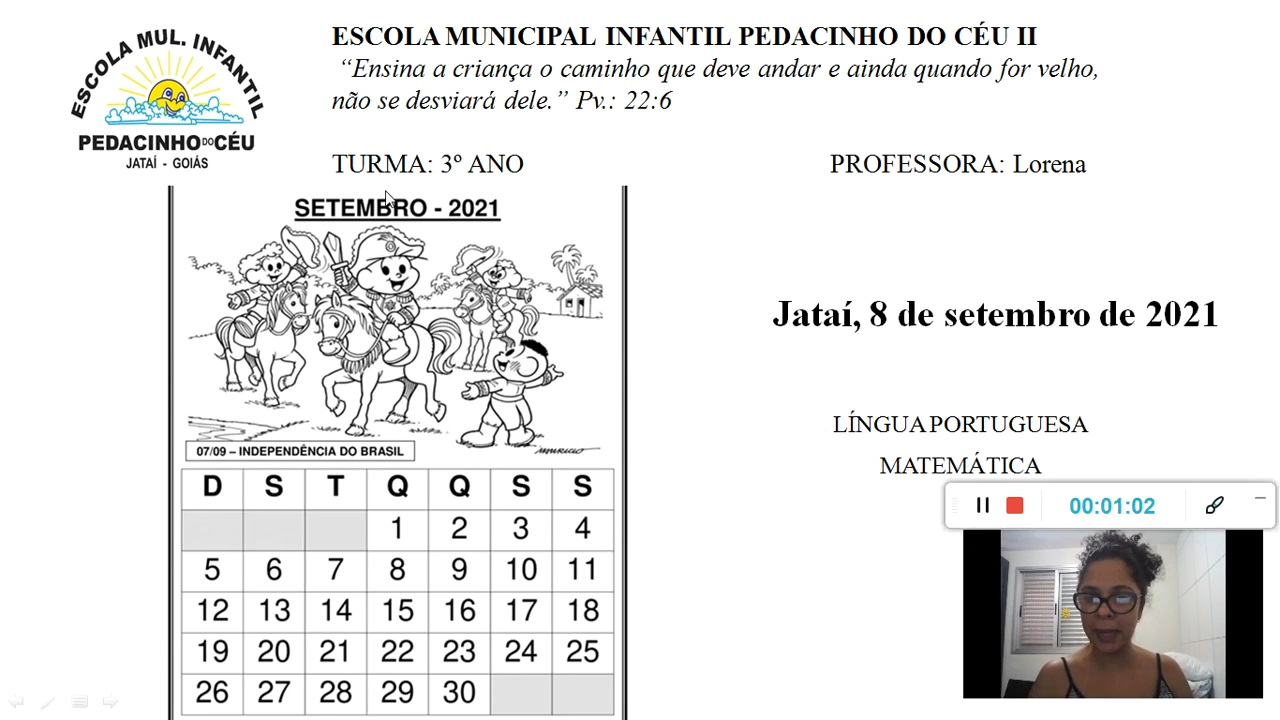 ESCOLA MUL. INFANTIL
PEDACINHO DO CÉU
JATAÍ - GOIÁS
ESCOLA MUNICIPAL INFANTIL PEDACINHO DO CÉU II
“Ensina a criança o caminho que deve andar e ainda quando for velho,
não se desviará dele.” Pv.: 22:6
TURMA: 3º ANO
PROFESSORA: Lorena
SETEMBRO - 2021
07/09 – INDEPENDÊNCIA DO BRASIL
MAURICIO
D S T Q Q S S
1 2 3 4
5 6 7 8 9 10 11
12 13 14 15 16 17 18
19 20 21 22 23 24 25
26 27 28 29 30
Jataí, 8 de setembro de 2021
LÍNGUA PORTUGUESA
MATEMÁTICA
00:01:02